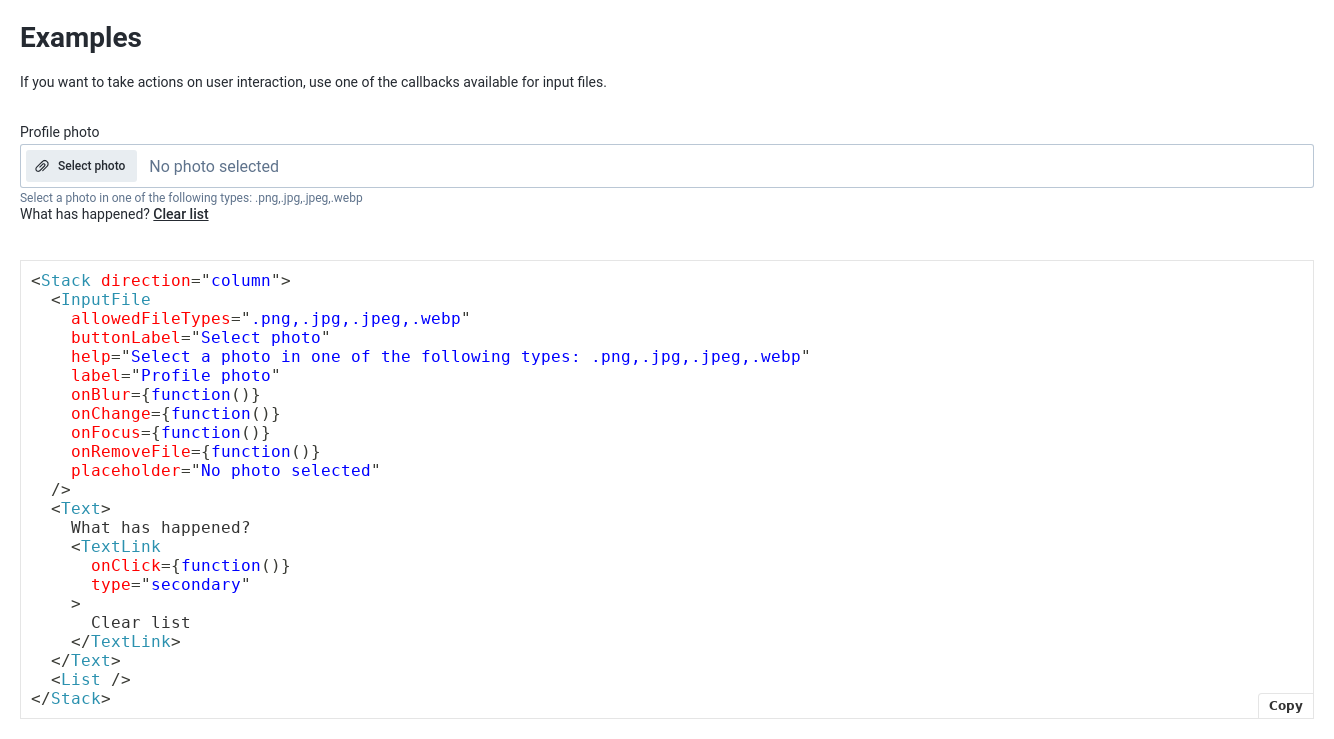 Examples
If you want to take actions on user interaction, use one of the callbacks available for input files.
Profile photo
Select photo No photo selected
Select a photo in one of the following types: .png,.jpg,.jpeg,.webp
What has happened? Clear list
<Stack direction="column">
  <InputFile
    allowedFileTypes=".png,.jpg,.jpeg,.webp"
    buttonLabel="Select photo"
    help="Select a photo in one of the following types: .png,.jpg,.jpeg,.webp"
    label="Profile photo"
    onBlur={function()}
    onChange={function()}
    onFocus={function()}
    onRemoveFile={function()}
    placeholder="No photo selected"
  />
  <Text>
    What has happened?
    <TextLink
      onClick={function()}
      type="secondary"
    >
      Clear list
    </TextLink>
  </Text>
  <List />
</Stack>
Copy